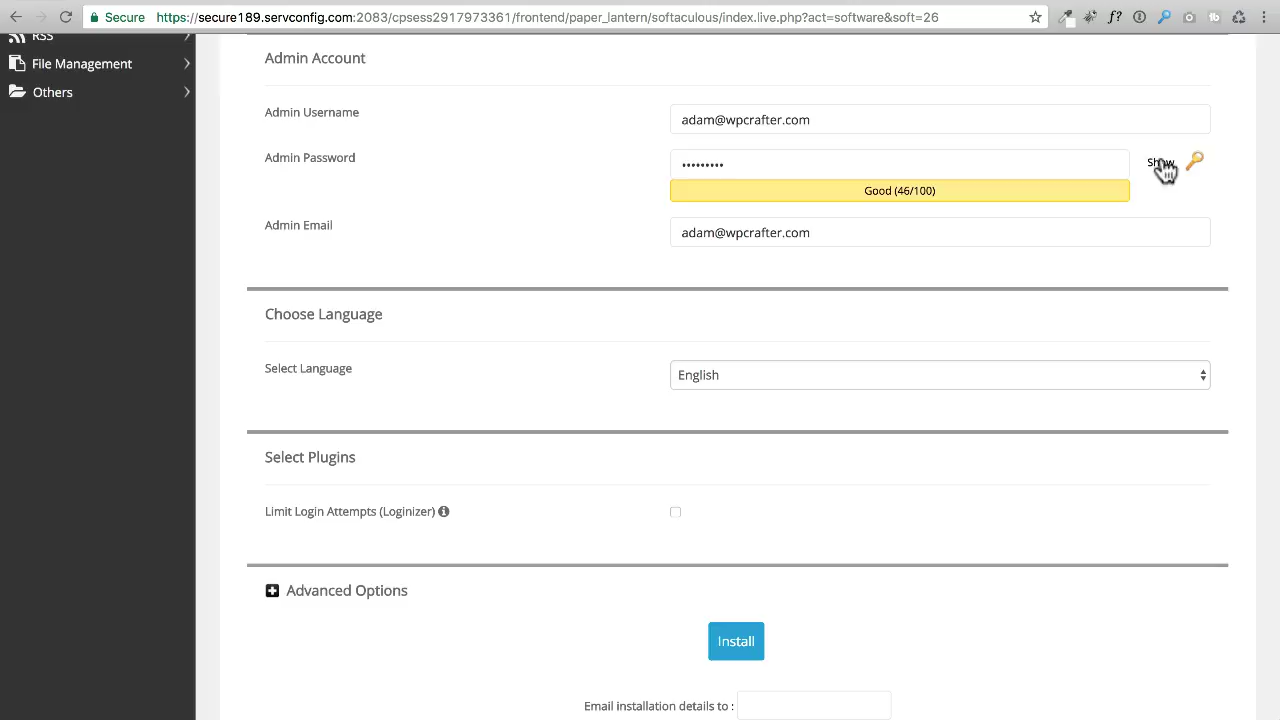 Secure https://secure189.servconfig.com:2083/cpsess2917973361/frontend/paper_lantern/softaculous/index.live.php?act=software&soft=26
RSS
File Management
Others
Admin Account
Admin Username
adam@wpcrafter.com
Admin Password
•••••••••
Show
Good (46/100)
Admin Email
adam@wpcrafter.com
Choose Language
Select Language
English
Select Plugins
Limit Login Attempts (Loginizer)
Advanced Options
Install
Email installation details to :